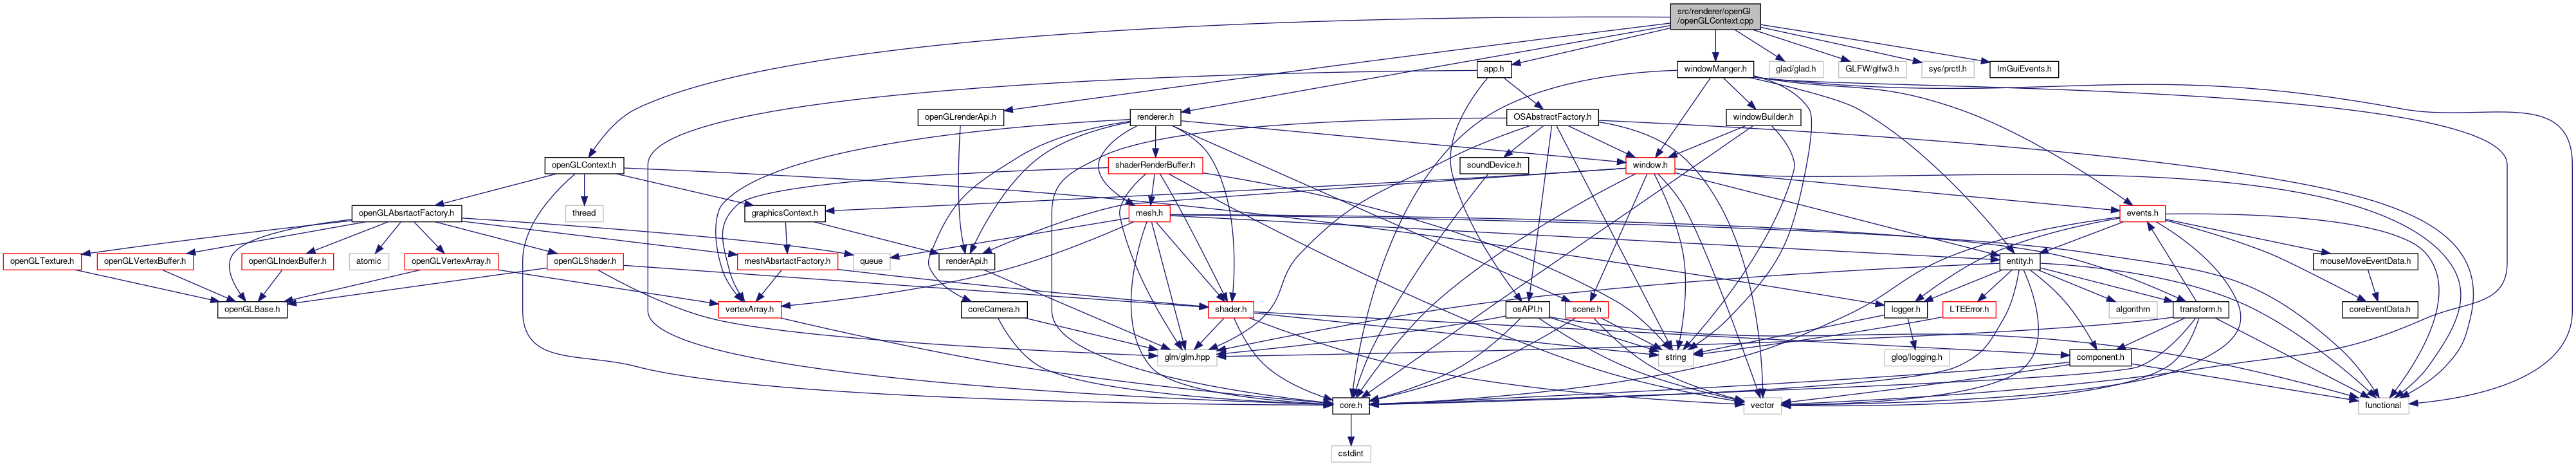 src/renderer/openGl
/openGLContext.cpp
app.h
windowManger.h
glad/glad.h
GLFW/glfw3.h
sys/prctl.h
ImGuiEvents.h
openGLrenderApi.h
renderer.h
OSAbstractFactory.h
windowBuilder.h
openGLContext.h
shaderRenderBuffer.h
soundDevice.h
window.h
openGLAbsrtactFactory.h
thread
graphicsContext.h
mesh.h
events.h
openGLTexture.h
openGLVertexBuffer.h
openGLIndexBuffer.h
atomic
openGLVertexArray.h
openGLShader.h
meshAbsrtactFactory.h
queue
renderApi.h
entity.h
mouseMoveEventData.h
openGLBase.h
vertexArray.h
coreCamera.h
shader.h
osAPI.h
scene.h
logger.h
LTEError.h
algorithm
transform.h
coreEventData.h
glm/glm.hpp
string
glog/logging.h
component.h
core.h
vector
functional
cstdint